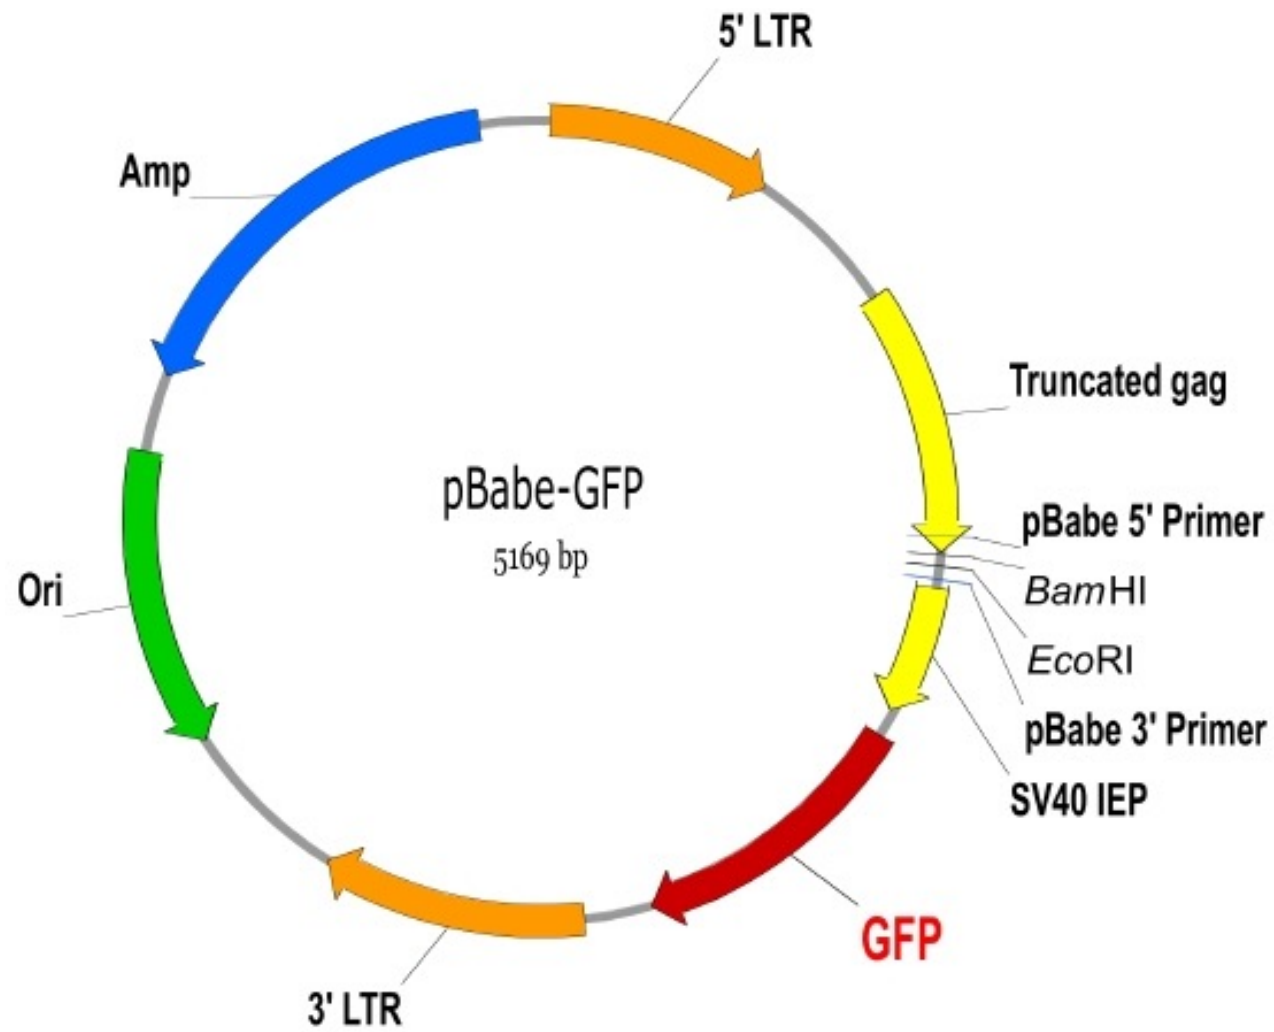 5' LTR
Amp
Truncated gag
pBabe-GFP
5169 bp
pBabe 5' Primer
BamHI
Ori
EcoRI
pBabe 3' Primer
SV40 IEP
GFP
3' LTR